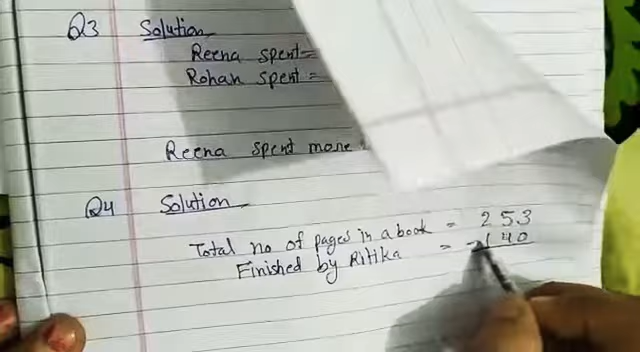 Q3 Solution
Reena spent=
Rohan spent=
Reena spent more
Q4 Solution
Total no of pages in a book = 253
Finished by Ritika = -140